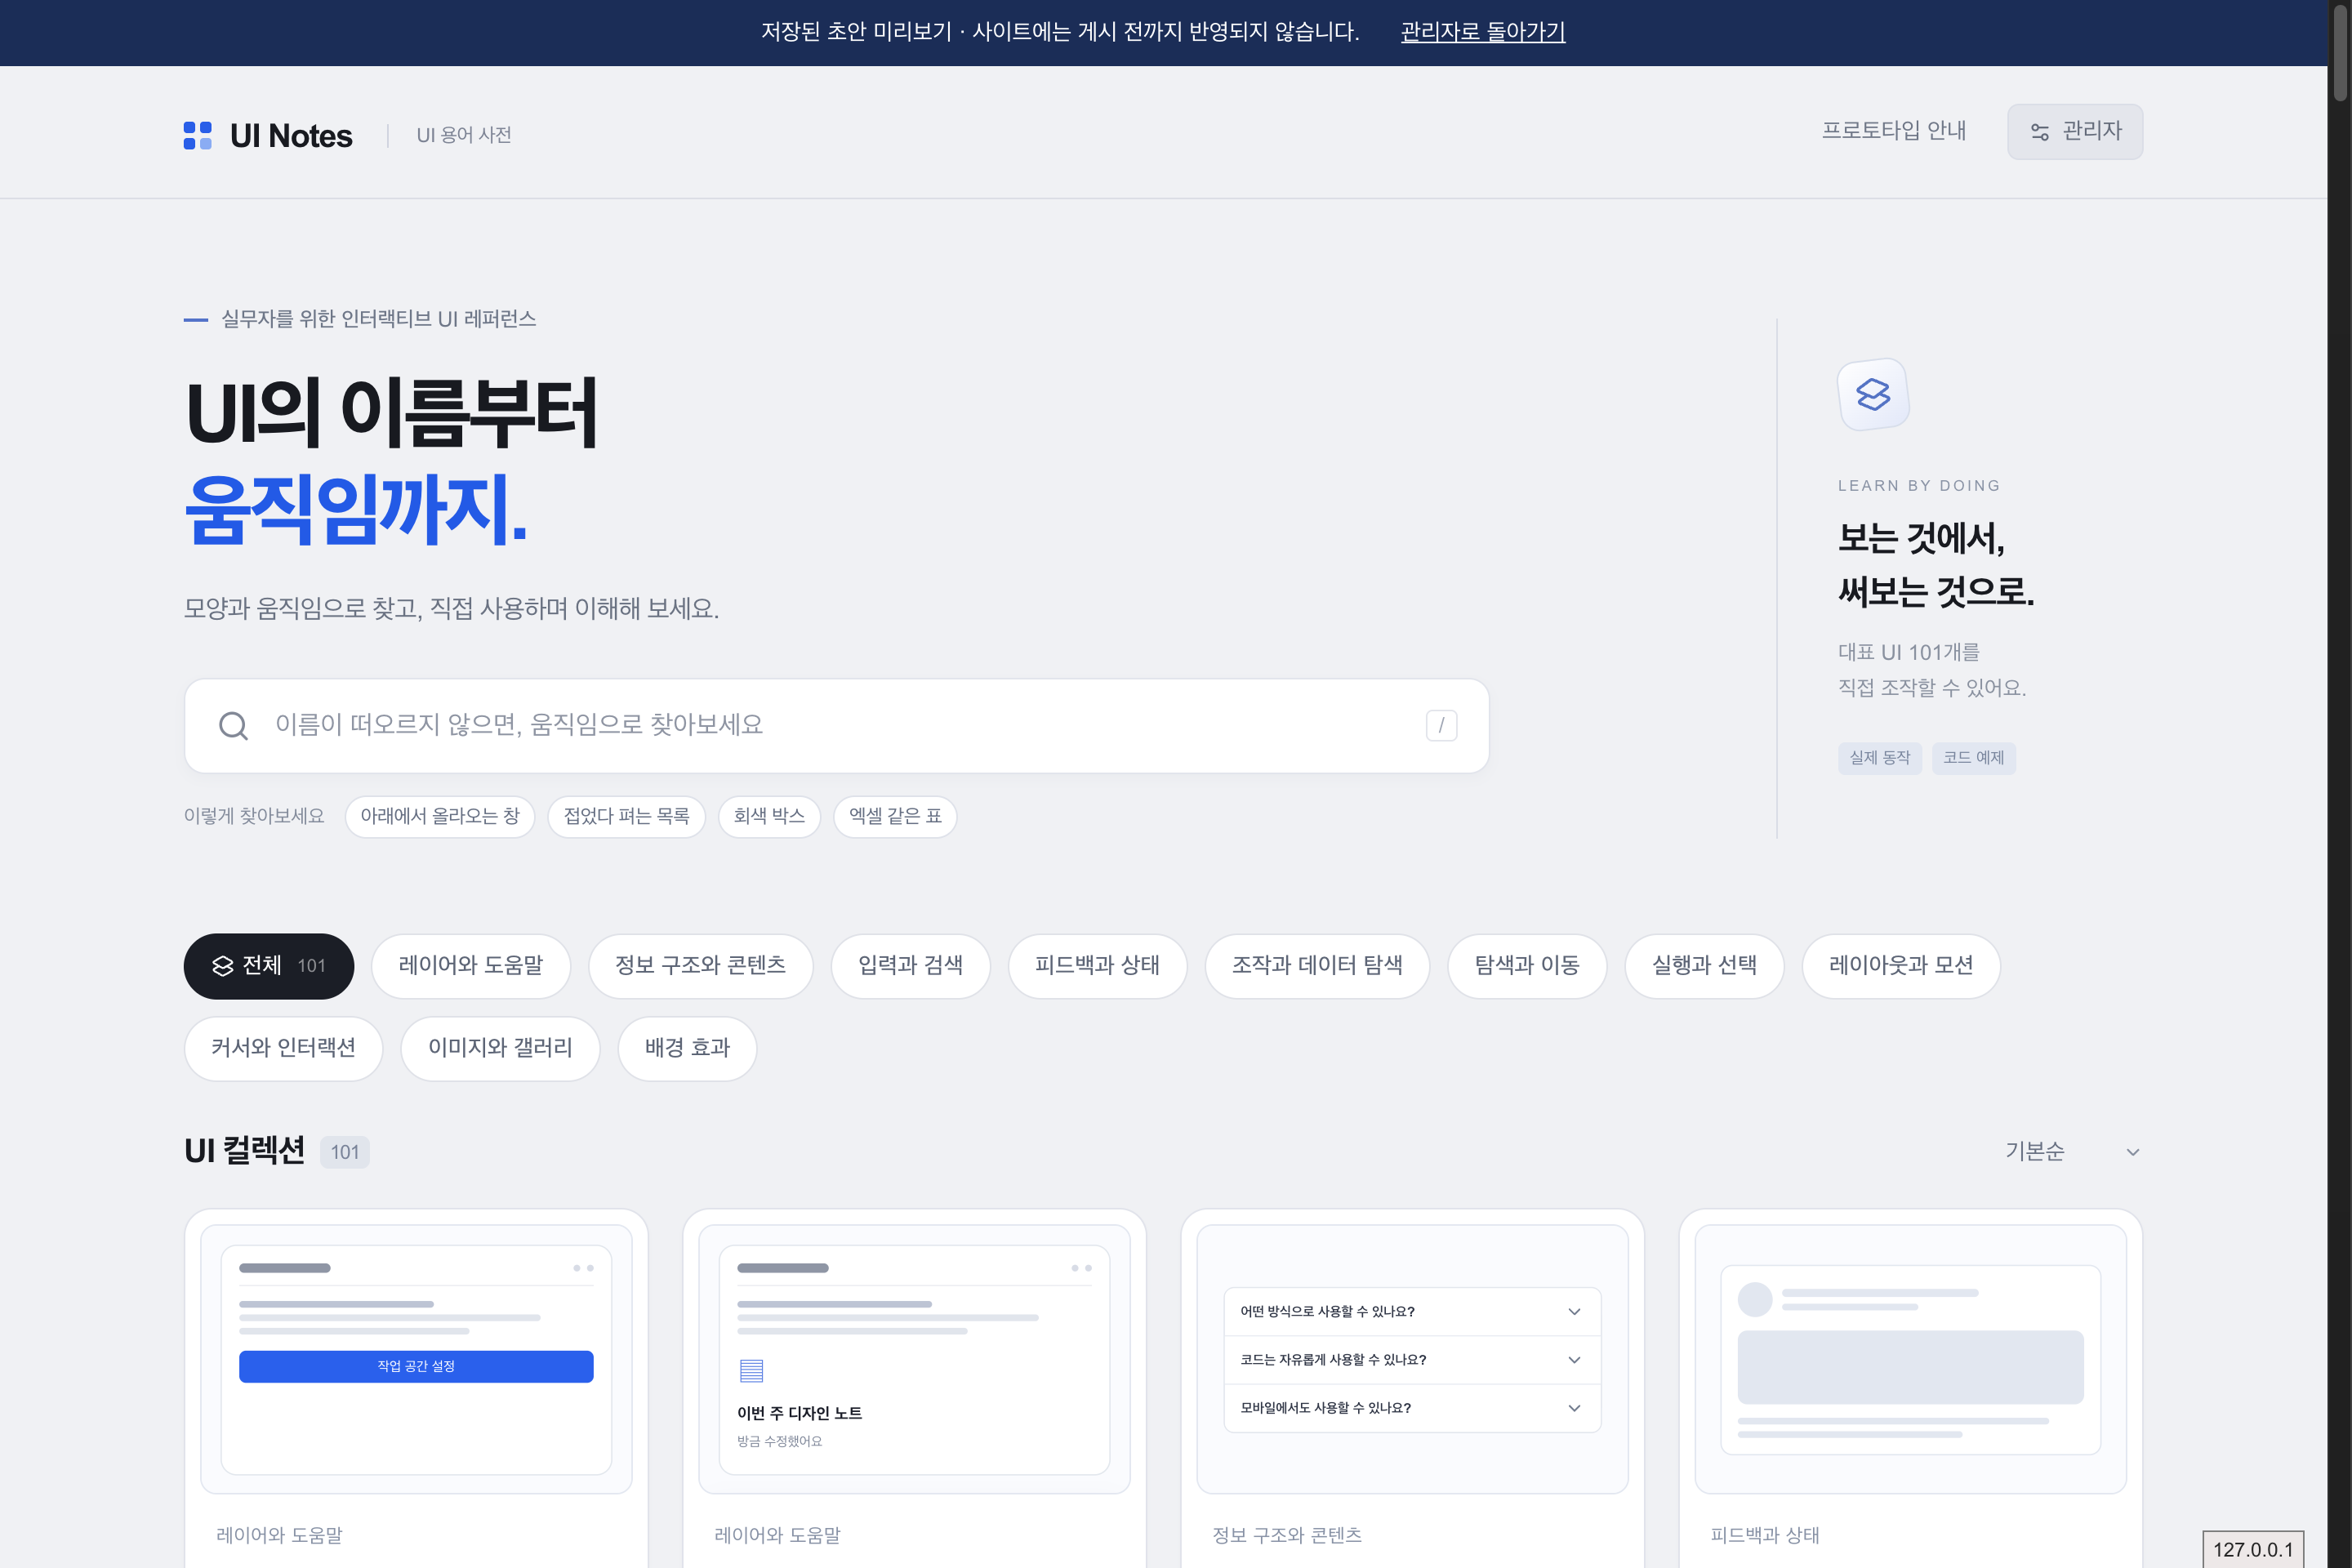 저장된 초안 미리보기 · 사이트에는 게시 전까지 반영되지 않습니다. 관리자로 돌아가기
UI Notes UI 용어 사전 프로토타입 안내 관리자
실무자를 위한 인터랙티브 UI 레퍼런스
UI의 이름부터
움직임까지.
모양과 움직임으로 찾고, 직접 사용하며 이해해 보세요.
이름이 떠오르지 않으면, 움직임으로 찾아보세요 /
이렇게 찾아보세요 아래에서 올라오는 창 접었다 펴는 목록 회색 박스 엑셀 같은 표
LEARN BY DOING
보는 것에서,
써보는 것으로.
대표 UI 101개를
직접 조작할 수 있어요.
실제 동작 코드 예제
전체 101 레이어와 도움말 정보 구조와 콘텐츠 입력과 검색 피드백과 상태 조작과 데이터 탐색 탐색과 이동 실행과 선택 레이아웃과 모션
커서와 인터랙션 이미지와 갤러리 배경 효과
UI 컬렉션 101 기본순
작업 공간 설정
레이어와 도움말
이번 주 디자인 노트
방금 수정했어요
레이어와 도움말
어떤 방식으로 사용할 수 있나요?
코드는 자유롭게 사용할 수 있나요?
모바일에서도 사용할 수 있나요?
정보 구조와 콘텐츠
피드백과 상태
127.0.0.1